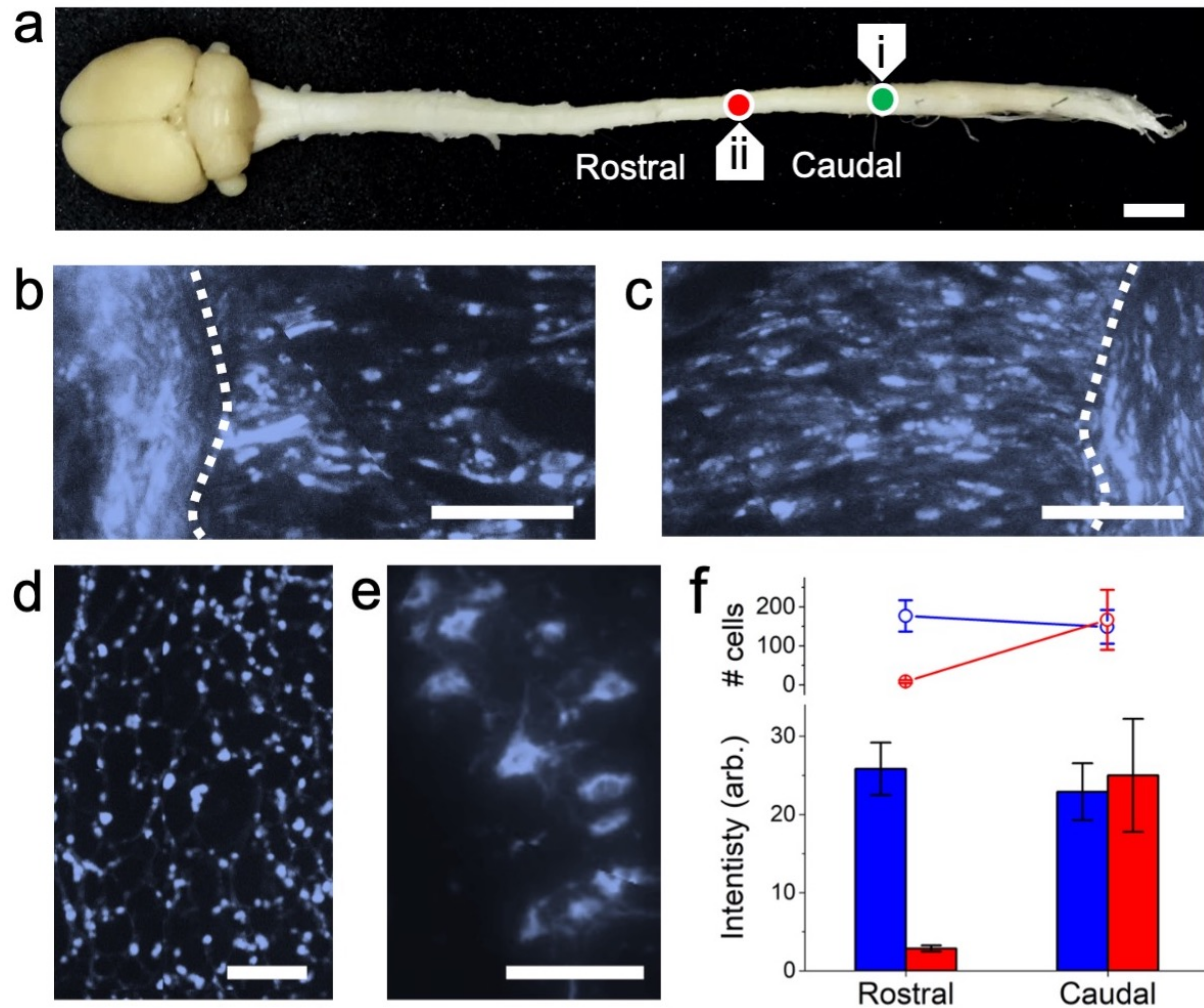 a
i
Rostral
ii
Caudal
b
c
d
e
f
# cells
200
100
0
Intentisty (arb.)
30
20
10
0
Rostral
Caudal